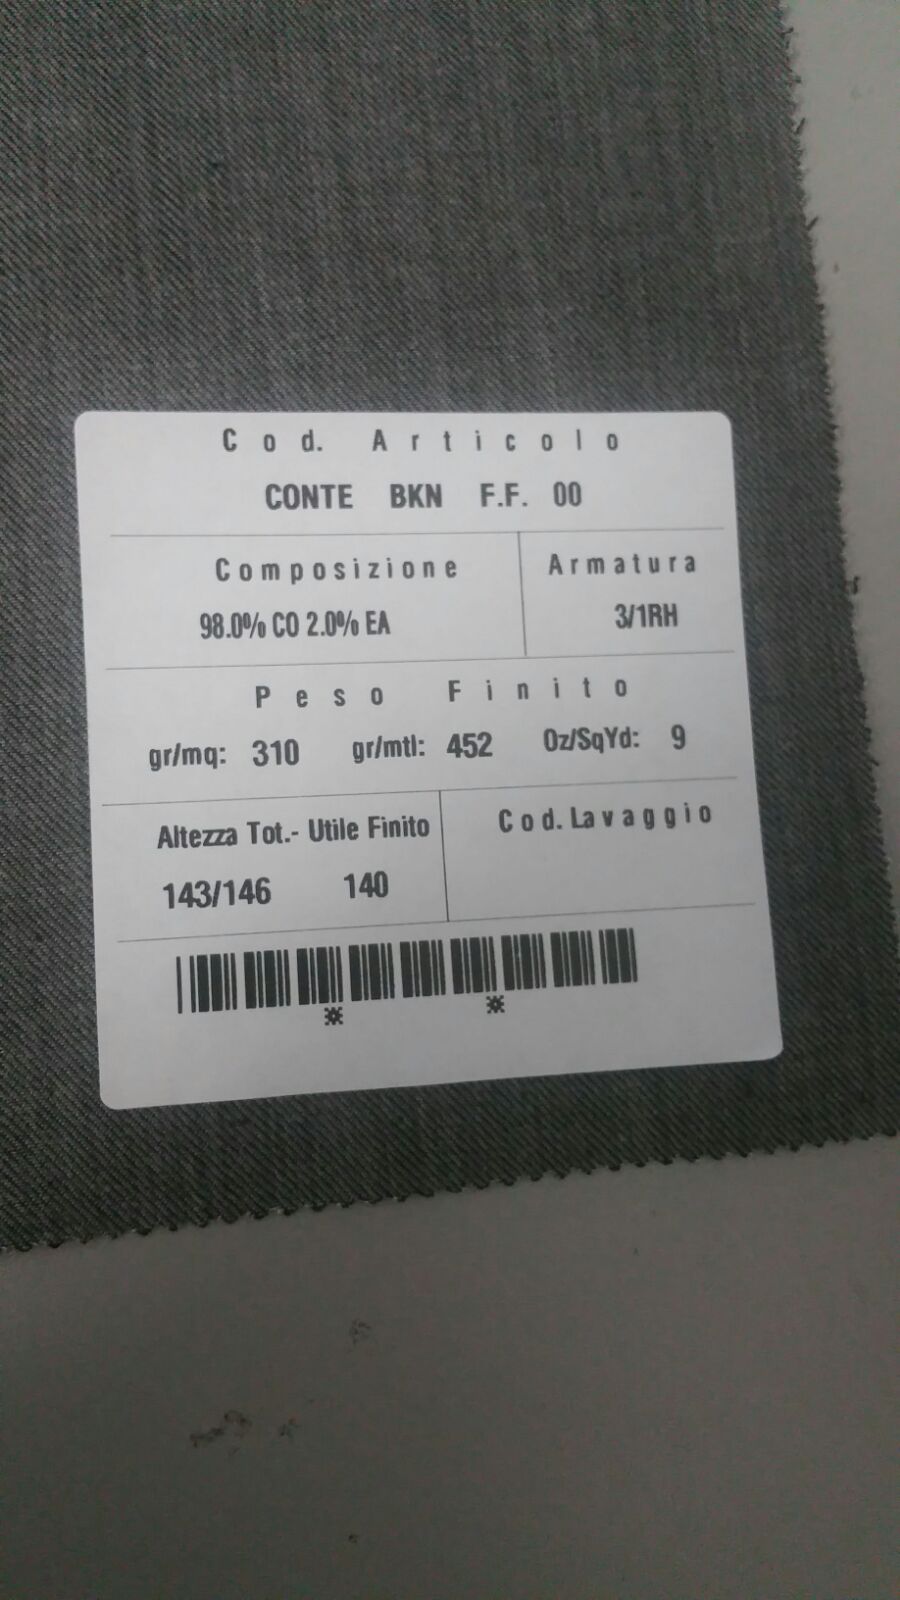 Cod. Articolo
CONTE BKN F.F. 00
Composizione
Armatura
98.0% CO 2.0% EA
3/1RH
Peso Finito
gr/mq: 310 gr/mtl: 452 Oz/SqYd: 9
Altezza Tot.- Utile Finito
Cod. Lavaggio
143/146 140